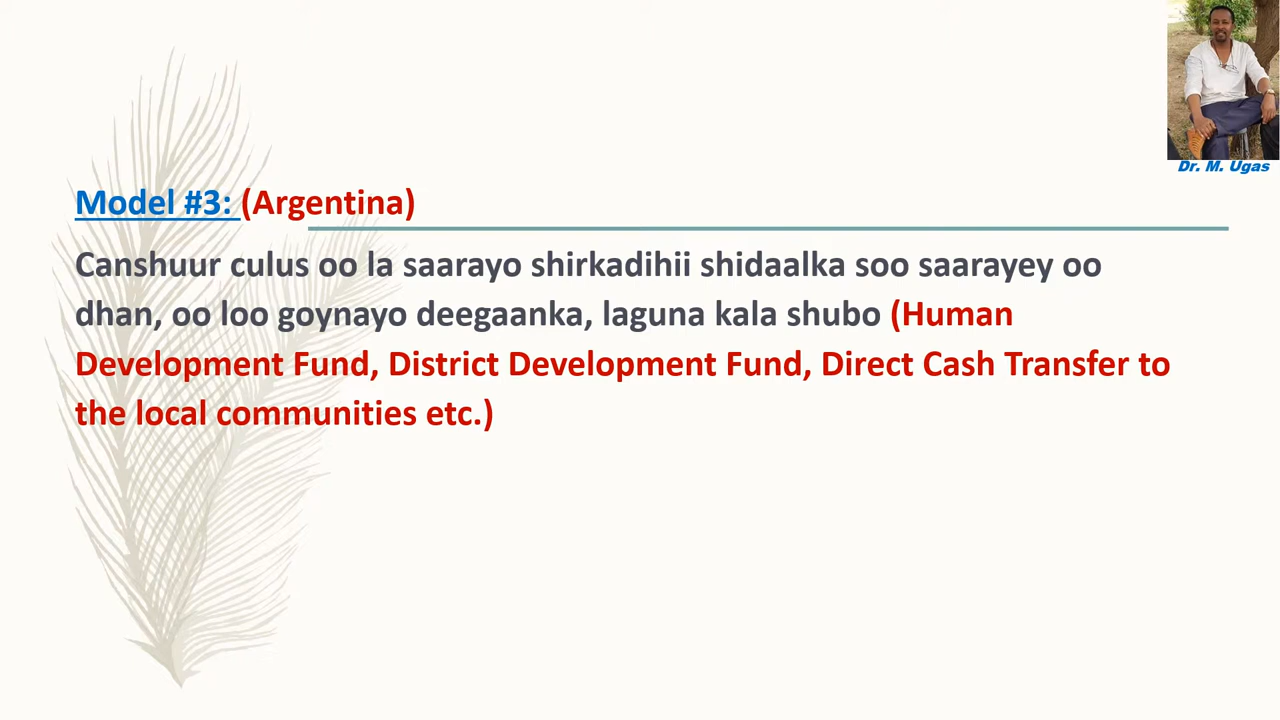 Dr. M. Ugas
Model #3: (Argentina)
Canshuur culus oo la saarayo shirkadihii shidaalka soo saarayey oo
dhan, oo loo goynayo deegaanka, laguna kala shubo (Human
Development Fund, District Development Fund, Direct Cash Transfer to
the local communities etc.)